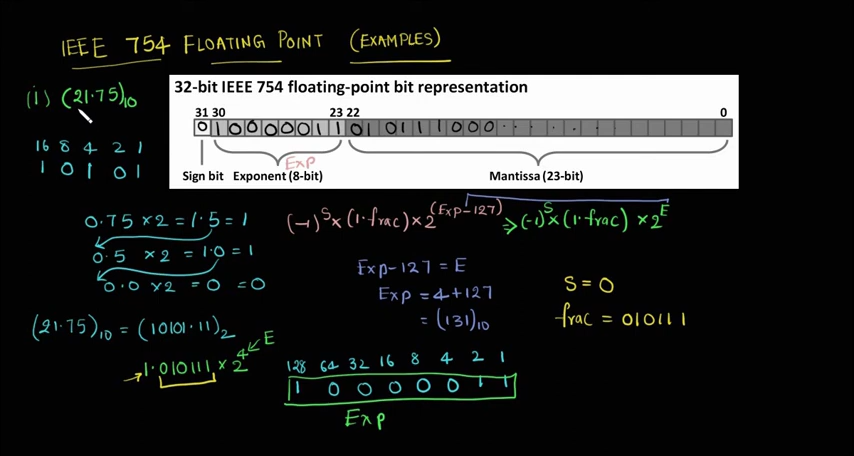 IEEE 754 FLOATING POINT (EXAMPLES)
(i) (21.75)10
32-bit IEEE 754 floating-point bit representation
31 30 23 22 0
0 1 0 0 0 0 0 1 1 0 1 0 1 1 1 0 0 0 . . . . . . . . .
Exp
Sign bit Exponent (8-bit) Mantissa (23-bit)
16 8 4 2 1
1 0 1 0 1
0.75 ×2 = 1.5 = 1
0.5 ×2 = 1.0 = 1
0.0 ×2 = 0 = 0
(-1)^S × (1.frac) × 2^(Exp-127) ⇒ (-1)^S × (1.frac) × 2^E
Exp-127 = E
Exp = 4+127
= (131)10
S = 0
frac = 010111
(21.75)10 = (10101.11)2
1.010111 × 2^4 ← E
128 64 32 16 8 4 2 1
1 0 0 0 0 0 1 1
Exp